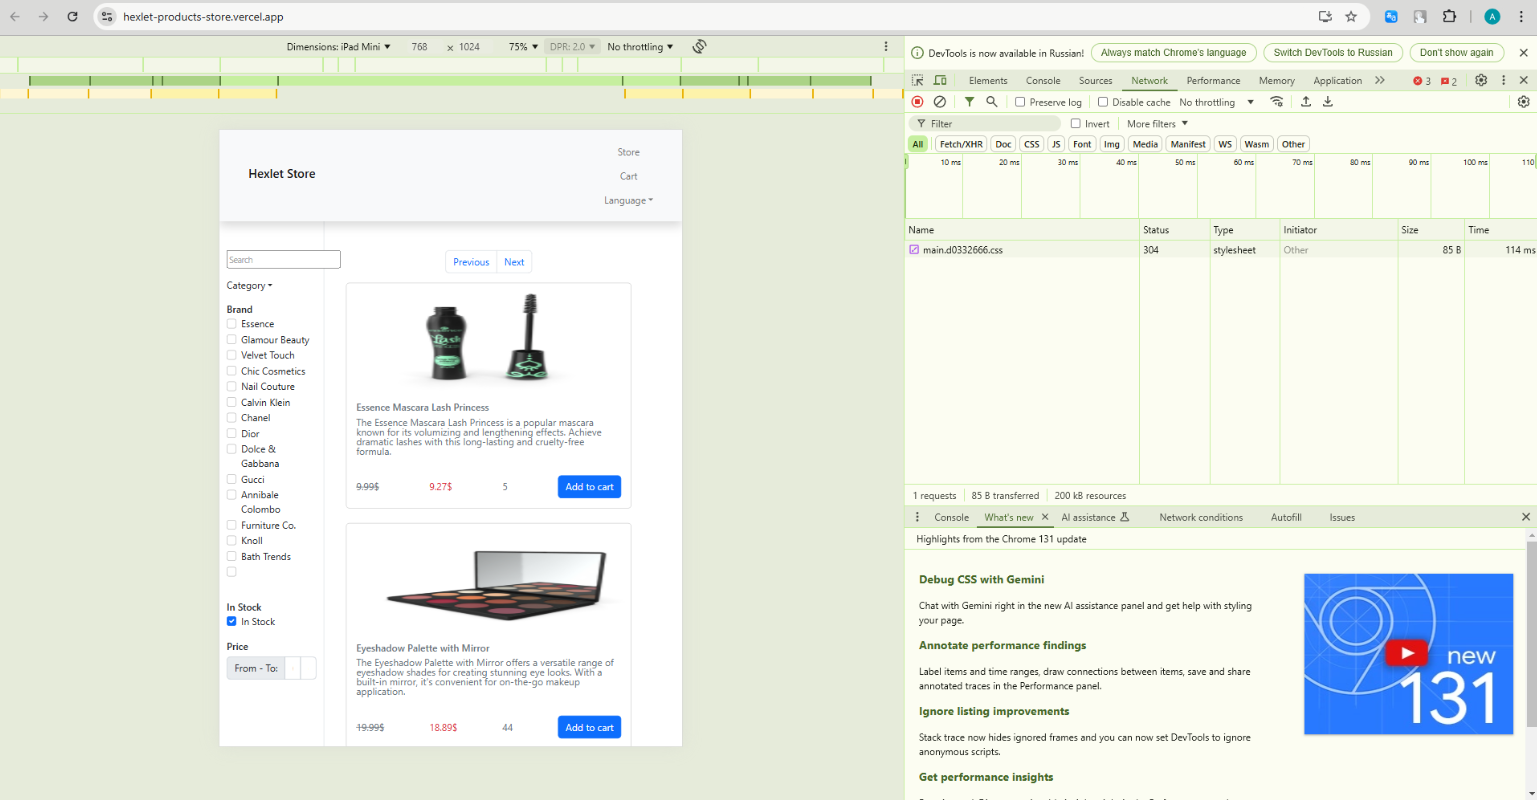 hexlet-products-store.vercel.app
A
Dimensions: iPad Mini 768 × 1024 75% DPR: 2.0 No throttling
Hexlet Store
Store
Cart
Language
Search
Category
Brand
Essence
Glamour Beauty
Velvet Touch
Chic Cosmetics
Nail Couture
Calvin Klein
Chanel
Dior
Dolce &
Gabbana
Gucci
Annibale
Colombo
Furniture Co.
Knoll
Bath Trends
In Stock
In Stock
Price
From - To:
Previous Next
Essence Mascara Lash Princess
The Essence Mascara Lash Princess is a popular mascara
known for its volumizing and lengthening effects. Achieve
dramatic lashes with this long-lasting and cruelty-free
formula.
9.99$ 9.27$ 5 Add to cart
Eyeshadow Palette with Mirror
The Eyeshadow Palette with Mirror offers a versatile range of
eyeshadow shades for creating stunning eye looks. With a
built-in mirror, it's convenient for on-the-go makeup
application.
19.99$ 18.89$ 44 Add to cart
DevTools is now available in Russian! Always match Chrome's language Switch DevTools to Russian Don't show again
Elements Console Sources Network Performance Memory Application 3 2
Preserve log Disable cache No throttling
Filter Invert More filters
All Fetch/XHR Doc CSS JS Font Img Media Manifest WS Wasm Other
10 ms 20 ms 30 ms 40 ms 50 ms 60 ms 70 ms 80 ms 90 ms 100 ms 110
Name Status Type Initiator Size Time
main.d0332666.css 304 stylesheet Other 85 B 114 ms
1 requests 85 B transferred 200 kB resources
Console What's new AI assistance Network conditions Autofill Issues
Highlights from the Chrome 131 update
Debug CSS with Gemini
Chat with Gemini right in the new AI assistance panel and get help with styling
your page.
Annotate performance findings
Label items and time ranges, draw connections between items, save and share
annotated traces in the Performance panel.
Ignore listing improvements
Stack trace now hides ignored frames and you can now set DevTools to ignore
anonymous scripts.
Get performance insights
new
131